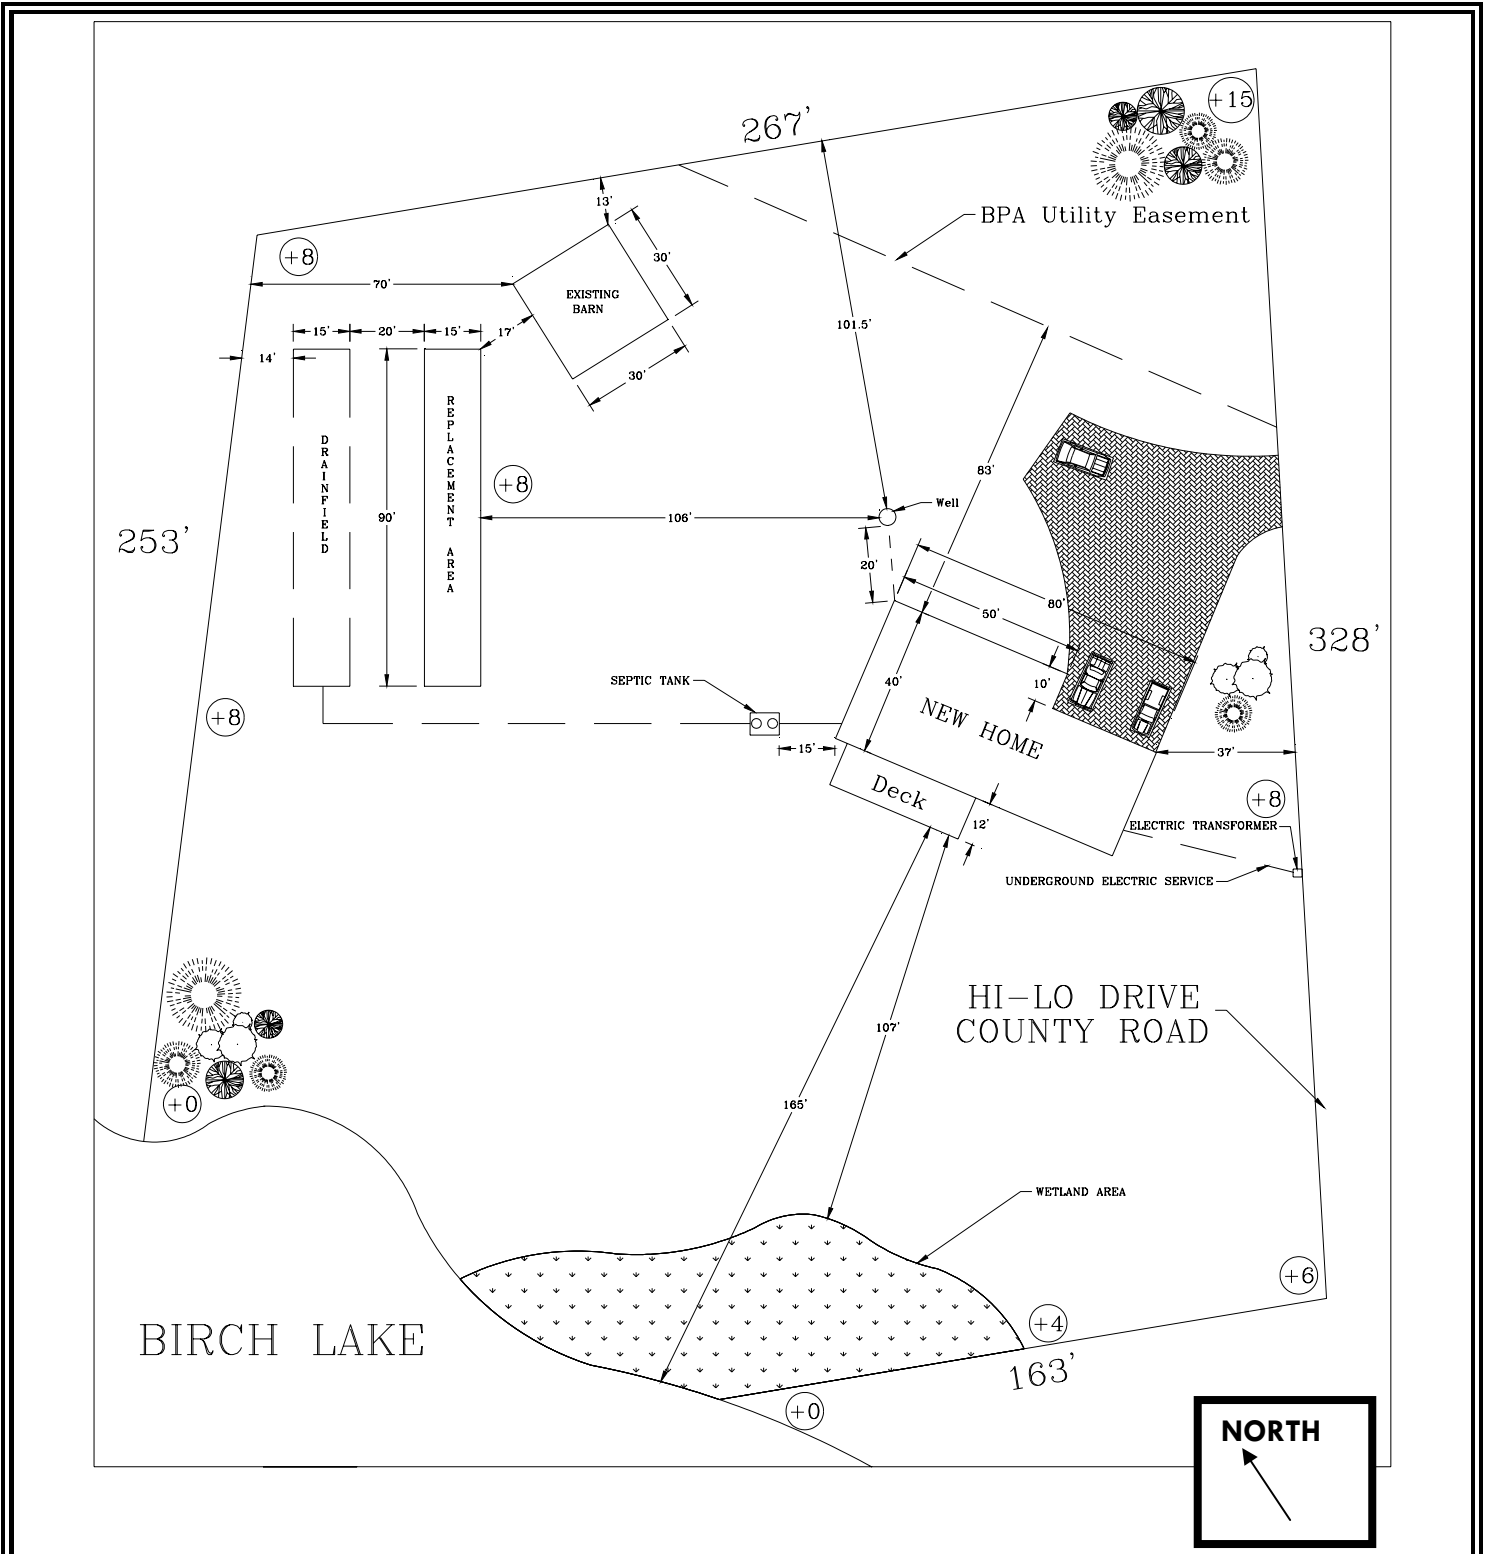 +15
267'
13'
BPA Utility Easement
+8
30'
70'
EXISTING
BARN
15'
20'
15'
17'
101.5'
14'
30'
REPLACEMENT AREA
DRAINFIELD
83'
+8
Well
90'
106'
253'
20'
80'
50'
328'
SEPTIC TANK
40'
10'
+8
NEW HOME
15'
37'
Deck
+8
12'
ELECTRIC TRANSFORMER
UNDERGROUND ELECTRIC SERVICE
HI-LO DRIVE
COUNTY ROAD
107'
+0
165'
WETLAND AREA
+6
+4
BIRCH LAKE
163'
+0
NORTH